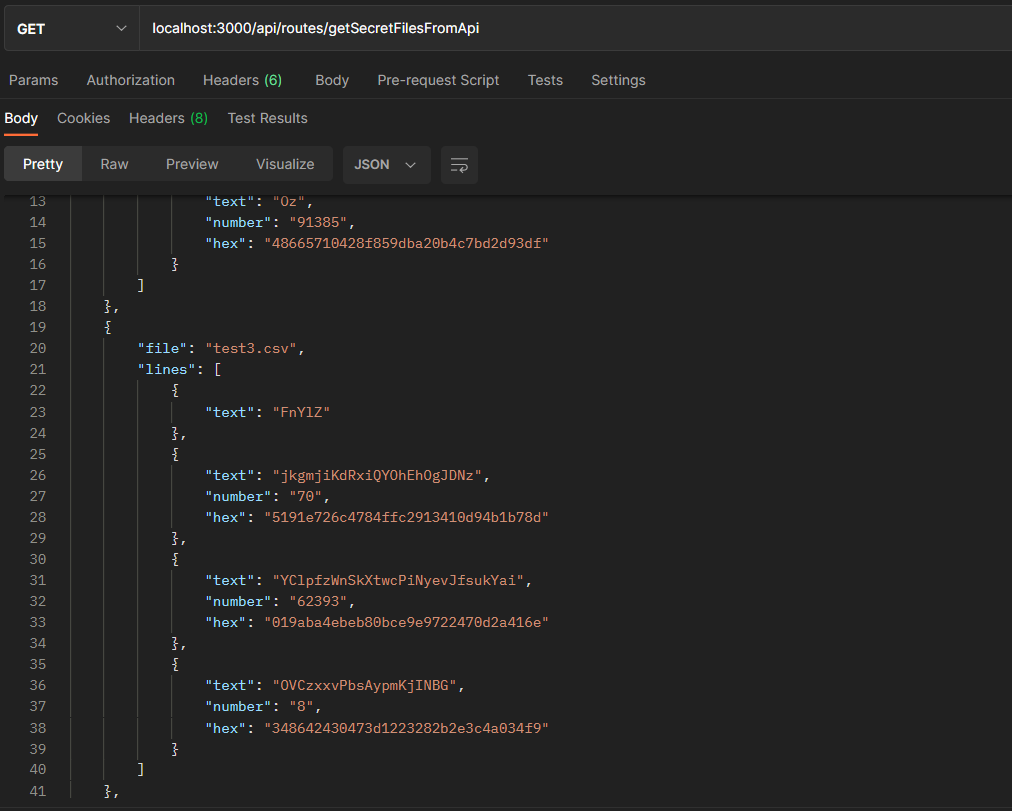 GET localhost:3000/api/routes/getSecretFilesFromApi
Params Authorization Headers (6) Body Pre-request Script Tests Settings
Body Cookies Headers (8) Test Results
Pretty Raw Preview Visualize JSON
13 "text": "Oz",
14 "number": "91385",
15 "hex": "48665710428f859dba20b4c7bd2d93df"
16 }
17 ]
18 },
19 {
20 "file": "test3.csv",
21 "lines": [
22 {
23 "text": "FnYlZ"
24 },
25 {
26 "text": "jkgmjiKdRxiQYOhEhOgJDNz",
27 "number": "70",
28 "hex": "5191e726c4784ffc2913410d94b1b78d"
29 },
30 {
31 "text": "YClpfzWnSkXtwcPiNyevJfsukYai",
32 "number": "62393",
33 "hex": "019aba4ebeb80bce9e9722470d2a416e"
34 },
35 {
36 "text": "OVCzxxvPbsAypmKjINBG",
37 "number": "8",
38 "hex": "348642430473d1223282b2e3c4a034f9"
39 }
40 ]
41 },